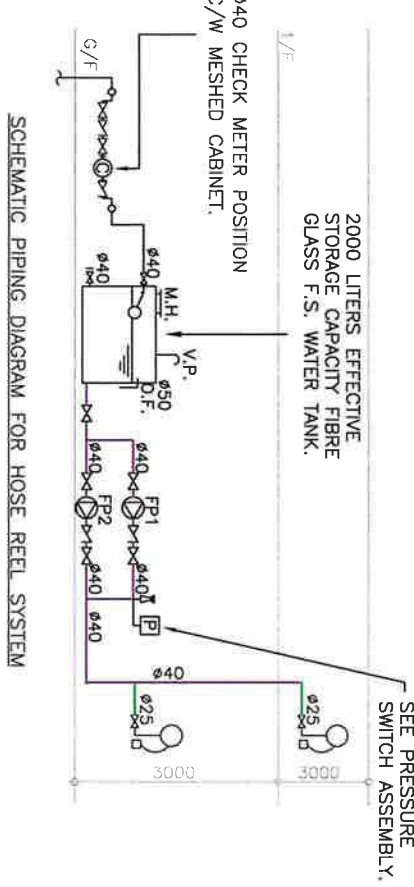 SEE PRESSURE
SWITCH ASSEMBLY.
2000 LITERS EFFECTIVE
STORAGE CAPACITY FIBRE
GLASS F.S. WATER TANK.
1/F
3000
ø25
ø40 CHECK METER POSITION
C/W MESHED CABINET.
V.P.
M.H.
ø40
C
ø50
O.F.
ø40
ø40
FP1
ø40
P
ø40
ø40
FP2
ø40
ø40
ø25
3000
G/F
SCHEMATIC PIPING DIAGRAM FOR HOSE REEL SYSTEM